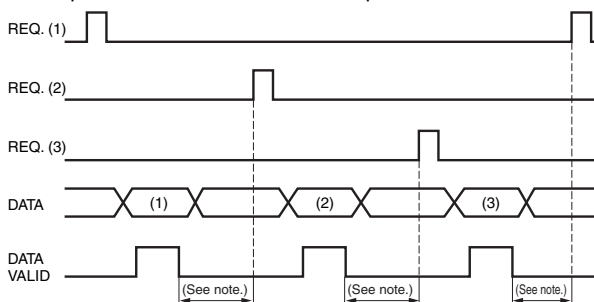 REQ. (1)
REQ. (2)
REQ. (3)
DATA
(1)
(2)
(3)
DATA
VALID
(See note.)
(See note.)
(See note.)